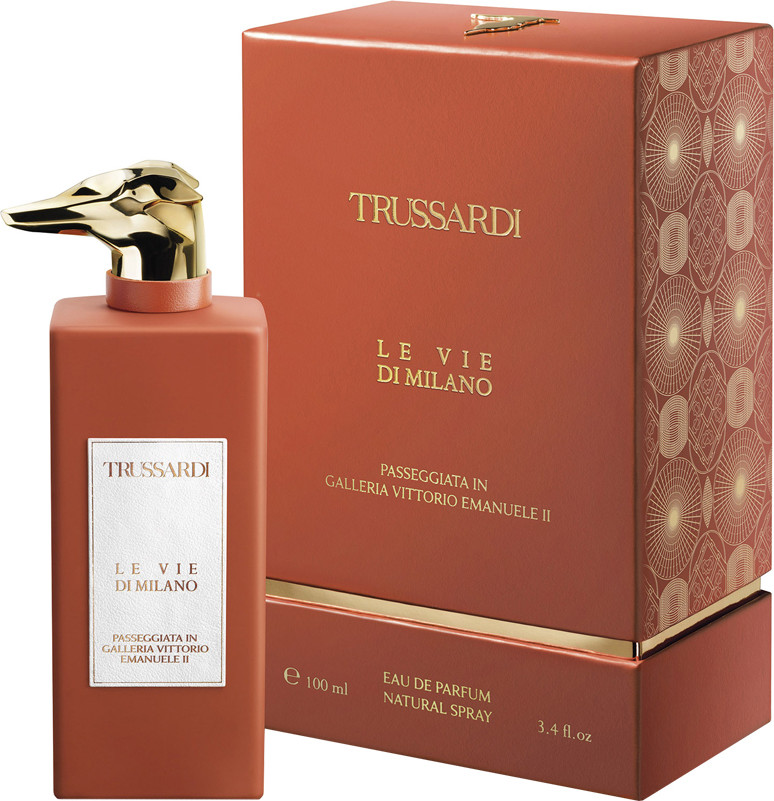 TRUSSARDI
LE VIE
DI MILANO
PASSEGGIATA IN
GALLERIA VITTORIO
EMANUELE II
TRUSSARDI
LE VIE
DI MILANO
PASSEGGIATA IN
GALLERIA VITTORIO EMANUELE II
℮ 100 ml
EAU DE PARFUM
NATURAL SPRAY
3.4 fl.oz